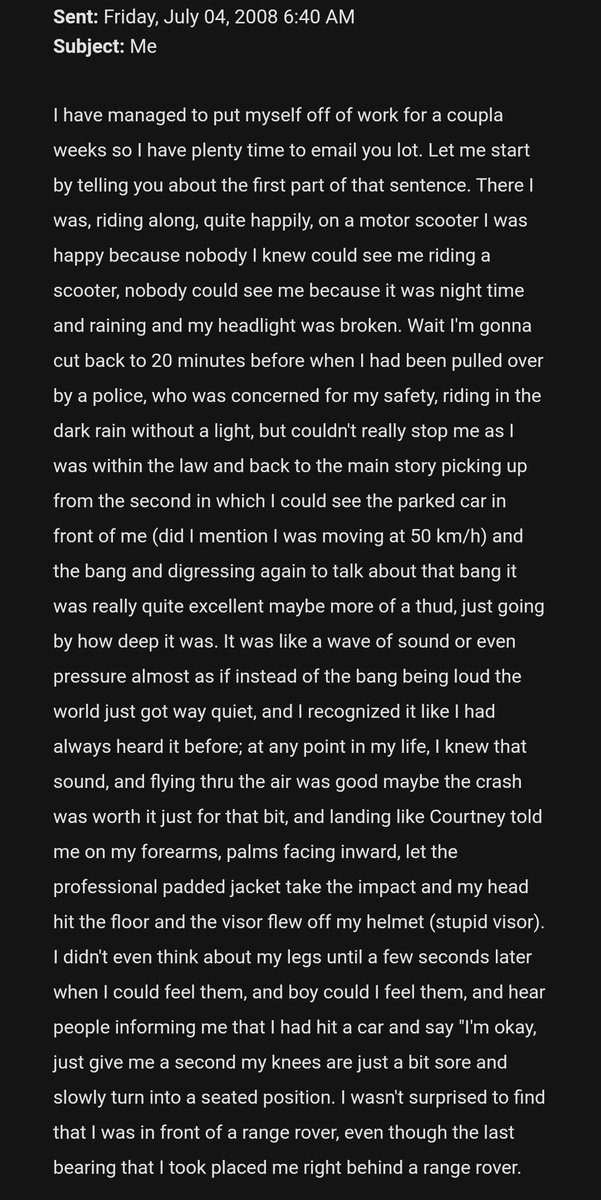 Sent: Friday, July 04, 2008 6:40 AM
Subject: Me
I have managed to put myself off of work for a coupla
weeks so I have plenty time to email you lot. Let me start
by telling you about the first part of that sentence. There I
was, riding along, quite happily, on a motor scooter I was
happy because nobody I knew could see me riding a
scooter, nobody could see me because it was night time
and raining and my headlight was broken. Wait I'm gonna
cut back to 20 minutes before when I had been pulled over
by a police, who was concerned for my safety, riding in the
dark rain without a light, but couldn't really stop me as I
was within the law and back to the main story picking up
from the second in which I could see the parked car in
front of me (did I mention I was moving at 50 km/h) and
the bang and digressing again to talk about that bang it
was really quite excellent maybe more of a thud, just going
by how deep it was. It was like a wave of sound or even
pressure almost as if instead of the bang being loud the
world just got way quiet, and I recognized it like I had
always heard it before; at any point in my life, I knew that
sound, and flying thru the air was good maybe the crash
was worth it just for that bit, and landing like Courtney told
me on my forearms, palms facing inward, let the
professional padded jacket take the impact and my head
hit the floor and the visor flew off my helmet (stupid visor).
I didn't even think about my legs until a few seconds later
when I could feel them, and boy could I feel them, and hear
people informing me that I had hit a car and say "I'm okay,
just give me a second my knees are just a bit sore and
slowly turn into a seated position. I wasn't surprised to find
that I was in front of a range rover, even though the last
bearing that I took placed me right behind a range rover.